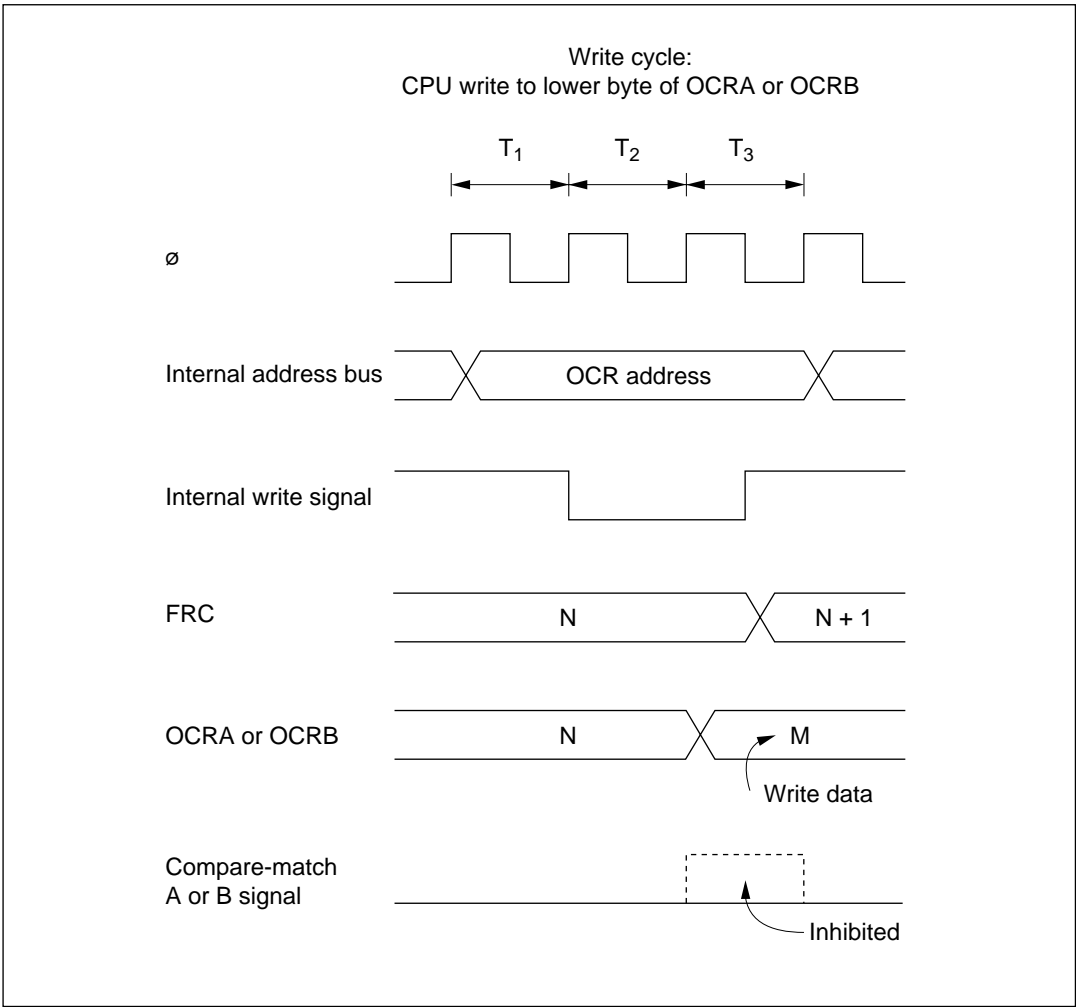 Write cycle:
CPU write to lower byte of OCRA or OCRB
T1 T2 T3
ø
Internal address bus
OCR address
Internal write signal
FRC
N
N + 1
OCRA or OCRB
N
M
Write data
Compare-match
A or B signal
Inhibited